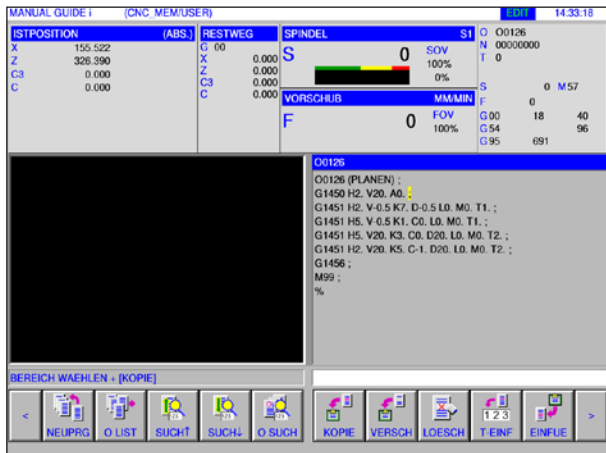 MANUAL GUIDE i (CNC_MEM/USER) EDIT 14:33:18
ISTPOSITION (ABS.)
X 155.522
Z 326.390
C3 0.000
C 0.000
RESTWEG
G 00
X 0.000
Z 0.000
C3 0.000
C 0.000
SPINDEL S1
S 0 SOV
100%
0%
VORSCHUB MM/MIN
F 0 FOV
100%
O O0126
N 00000000
T 0
S 0 M57
F 0
G00 18 40
G54 96
G95 691
O0126
O0126 (PLANEN) ;
G1450 H2. V20. A0. ;
G1451 H2. V-0.5 K7. D-0.5 L0. M0. T1. ;
G1451 H5. V-0.5 K1. C0. L0. M0. T1. ;
G1451 H5. V20. K3. C0. D20. L0. M0. T2. ;
G1451 H2. V20. K5. C-1. D20. L0. M0. T2. ;
G1456 ;
M99 ;
%
BEREICH WAEHLEN + [KOPIE]
< NEUPRG O LIST SUCH↑ SUCH↓ O SUCH KOPIE VERSCH LOESCH T-EINF EINFUE >